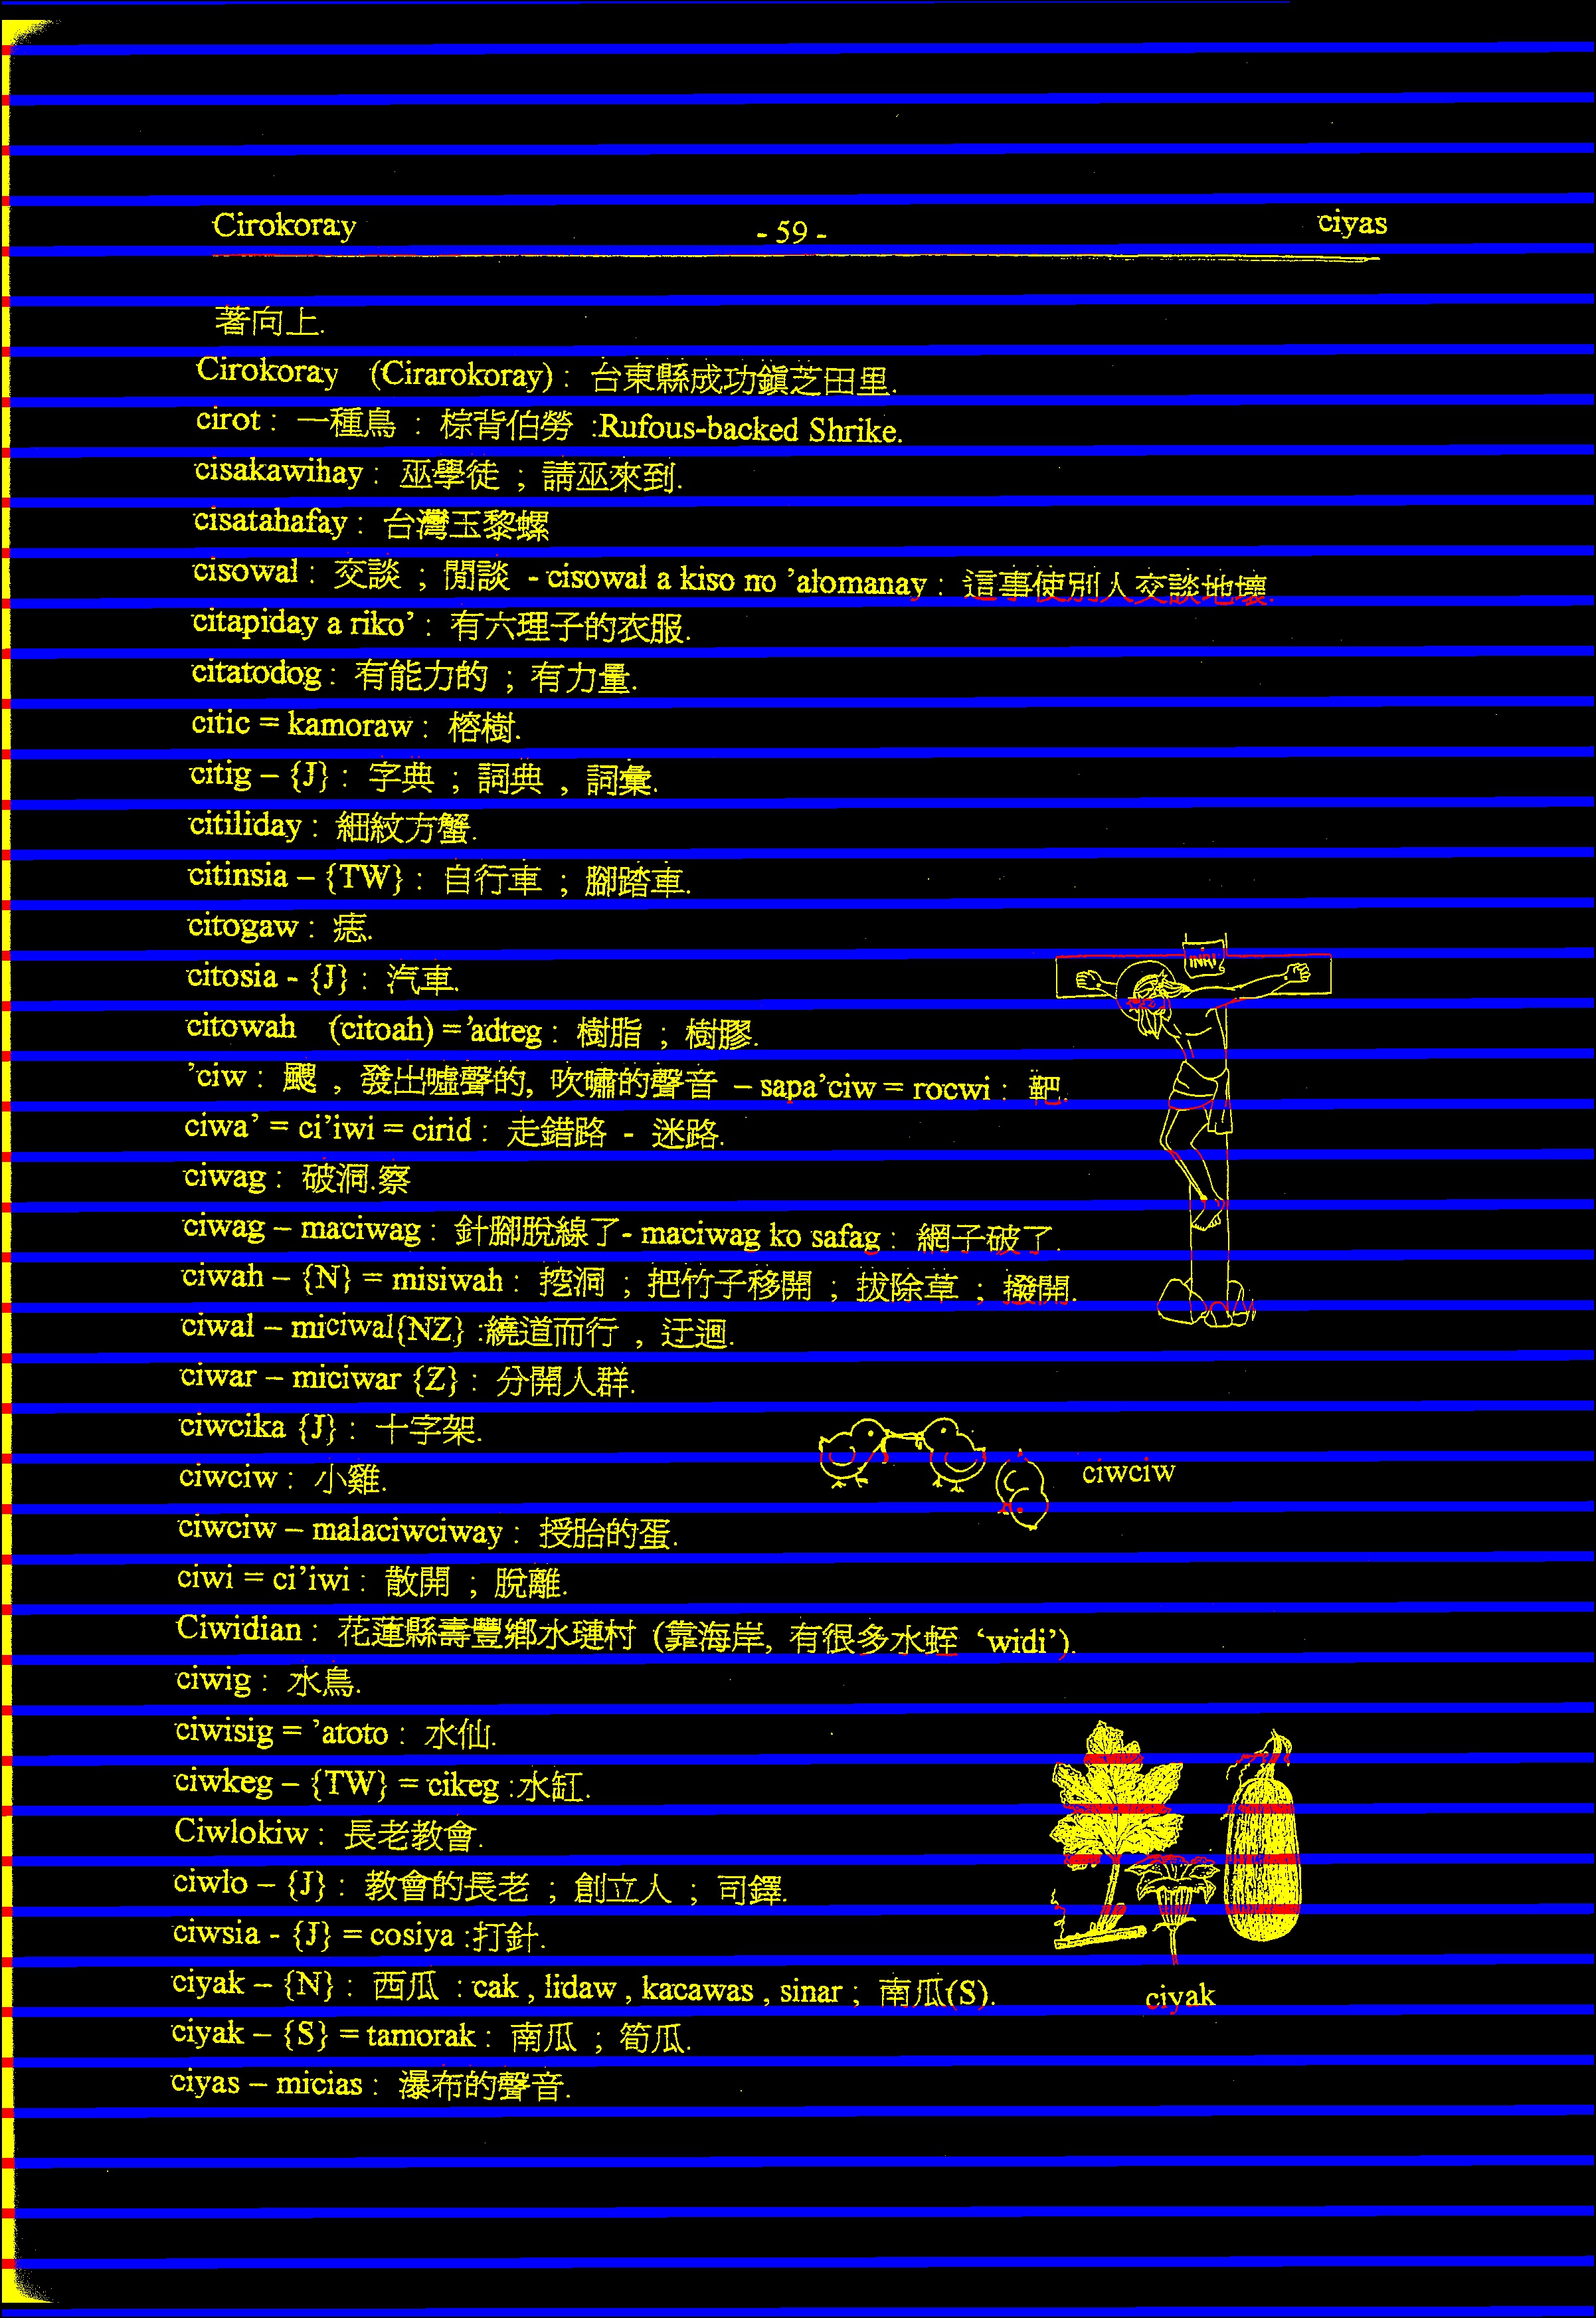 Cirokoray - 59 - ciyas
著向上.
Cirokoray (Cirarokoray) : 台東縣成功鎮芝田里.
cirot : 一種鳥 : 棕背伯勞 :Rufous-backed Shrike.
cisakawihay : 巫學徒 ; 請巫來到.
cisatahafay : 台灣玉黎螺
cisowal : 交談 ; 閒談 - cisowal a kiso no ’alomanay : 這事使別人交談地壞.
citapiday a riko’ : 有六理子的衣服.
citatodog : 有能力的 ; 有力量.
citic = kamoraw : 榕樹.
citig – {J} : 字典 ; 詞典 , 詞彙.
citiliday : 細紋方蟹.
citinsia – {TW} : 自行車 ; 腳踏車.
citogaw : 痣.
citosia - {J} : 汽車.
INRI
citowah (citoah) = ’adteg : 樹脂 ; 樹膠.
’ciw : 颼 , 發出噓聲的, 吹嘯的聲音 – sapa’ciw = rocwi : 靶.
ciwa’ = ci’iwi = cirid : 走錯路 - 迷路.
ciwag : 破洞.察
ciwag – maciwag : 針腳脫線了- maciwag ko safag : 網子破了.
ciwah – {N} = misiwah : 挖洞 ; 把竹子移開 ; 拔除草 ; 撥開.
ciwal – miciwal{NZ} :繞道而行 , 迂迴.
ciwar – miciwar {Z} : 分開人群.
ciwcika {J} : 十字架.
ciwciw : 小雞.
ciwciw
ciwciw – malaciwciway : 授胎的蛋.
ciwi = ci’iwi : 散開 ; 脫離.
Ciwidian : 花蓮縣壽豐鄉水璉村 (靠海岸, 有很多水蛭 ‘widi’).
ciwig : 水鳥.
ciwisig = ’atoto : 水仙.
ciwkeg – {TW} = cikeg :水缸.
Ciwlokiw : 長老教會.
ciwlo – {J} : 教會的長老 ; 創立人 ; 司鐸.
ciwsia - {J} = cosiya :打針.
ciyak – {N} : 西瓜 : cak , lidaw , kacawas , sinar ; 南瓜(S).
ciyak
ciyak – {S} = tamorak : 南瓜 ; 筍瓜.
ciyas – micias : 瀑布的聲音.